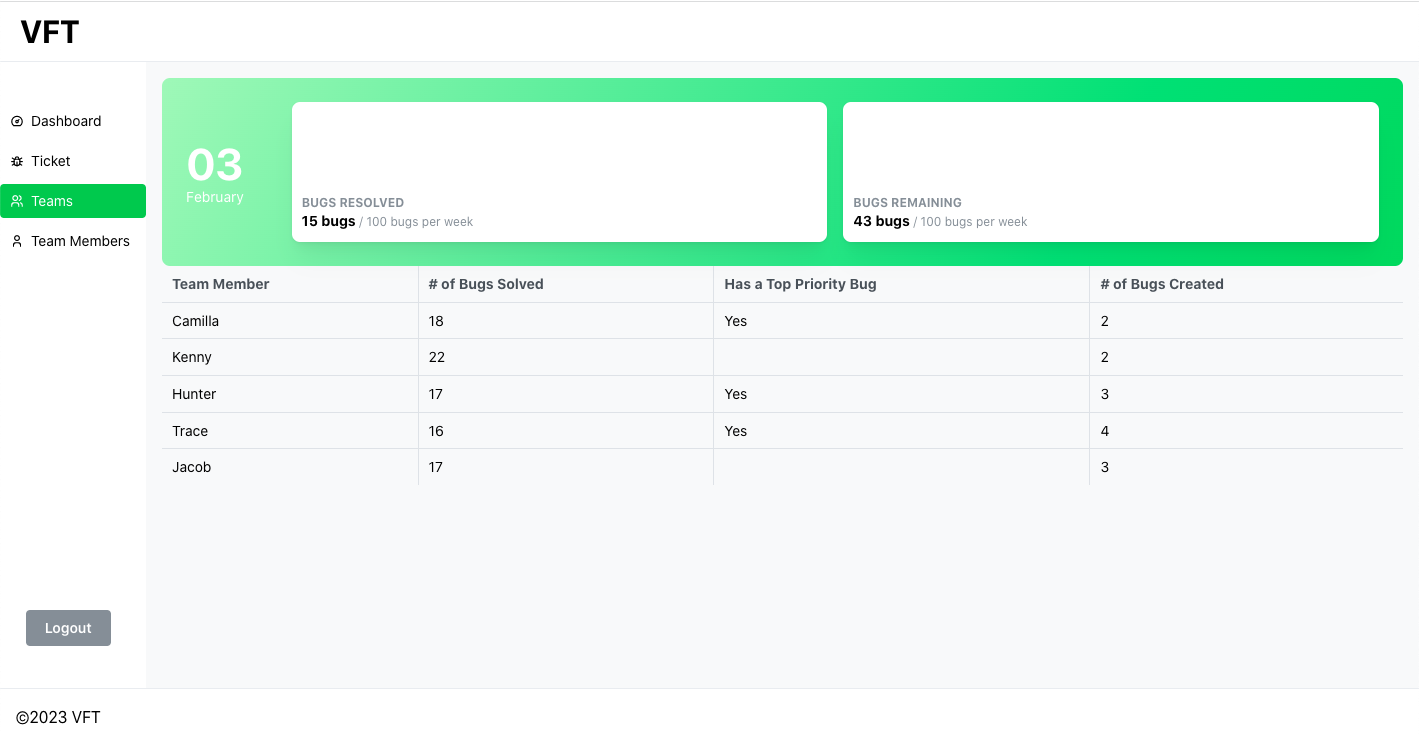 VFT
Dashboard
Ticket
Teams
Team Members
Logout
03
February
BUGS RESOLVED
15 bugs / 100 bugs per week
BUGS REMAINING
43 bugs / 100 bugs per week
Team Member # of Bugs Solved Has a Top Priority Bug # of Bugs Created
Camilla 18 Yes 2
Kenny 22 2
Hunter 17 Yes 3
Trace 16 Yes 4
Jacob 17 3
©2023 VFT